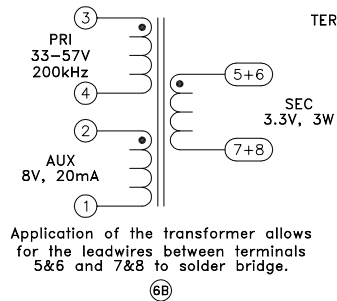 TER
3
PRI
33-57V
200kHz
4
5+6
SEC
3.3V, 3W
7+8
2
AUX
8V, 20mA
1
Application of the transformer allows
for the leadwires between terminals
5&6 and 7&8 to solder bridge.
6B